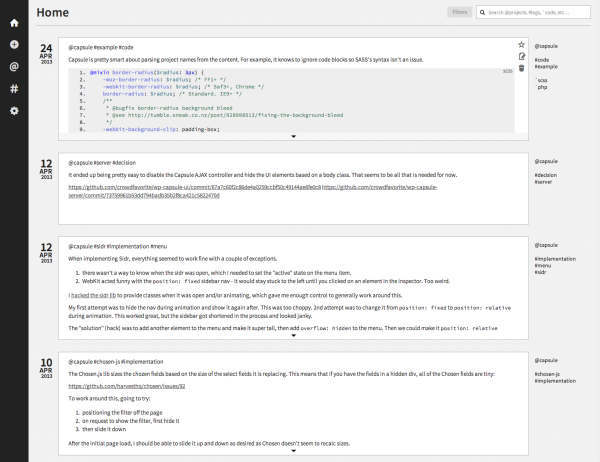 Home
Filters
Search @projects, #tags, `code, etc…
24
APR
2013
@capsule #example #code
Capsule is pretty smart about parsing project names from the content. For example, it knows to ignore code blocks so SASS's syntax isn't an issue.
SCSS
1. @mixin border-radius($radius: 3px) {
2. -moz-border-radius: $radius; /* FF1+ */
3. -webkit-border-radius: $radius; /* Saf3+, Chrome */
4. border-radius: $radius; /* Standard. IE9+ */
5. /**
6. * @bugfix border-radius background bleed
7. * @see http://tumble.sneak.co.nz/post/928998513/fixing-the-background-bleed
8. */
9. -webkit-background-clip: padding-box;
@capsule
#code
#example
`scss
`php
12
APR
2013
@capsule #server #decision
It ended up being pretty easy to disable the Capsule AJAX controller and hide the UI elements based on a body class. That seems to be all that is needed for now.
https://github.com/crowdfavorite/wp-capsule-ui/commit/67a7c60f2c86de4a0259ccbf50c49144ae8fe0c8 https://github.com/crowdfavorite/wp-capsule-
server/commit/73759961b53dd794badb35b2f8ca421c5822470d
@capsule
#decision
#server
12
APR
2013
@capsule #sidr #implementation #menu
When implementing Sidr, everything seemed to work fine with a couple of exceptions.
1. there wasn't a way to know when the sidr was open, which I needed to set the "active" state on the menu item.
2. WebKit acted funny with the position: fixed sidebar nav - it would stay stuck to the left until you clicked on an element in the inspector. Too weird.
I hacked the sidr lib to provide classes when it was open and/or animating, which gave me enough control to generally work around this.
My first attempt was to hide the nav during animation and show it again after. This was too choppy. 2nd attempt was to change it from position: fixed to position: relative
during animation. This worked great, but the sidebar got shortened in the process and looked janky.
The "solution" (hack) was to add another element to the menu and make it super tall, then add overflow: hidden to the menu. Then we could make it position: relative
@capsule
#implementation
#menu
#sidr
10
APR
2013
@capsule #chosen-js #implementation
The Chosen.js lib sizes the chozen fields based on the size of the select fields it is replacing. This means that if you have the fields in a hidden div, all of the Chosen fields are tiny:
https://github.com/harvesthq/chosen/issues/92
To work around this, going to try:
1. positioning the filter off the page
2. on request to show the filter, first hide it
3. then slide it down
After the initial page load, I should be able to slide it up and down as desired as Chosen doesn't seem to recalc sizes.
@capsule
#chosen-js
#implementation